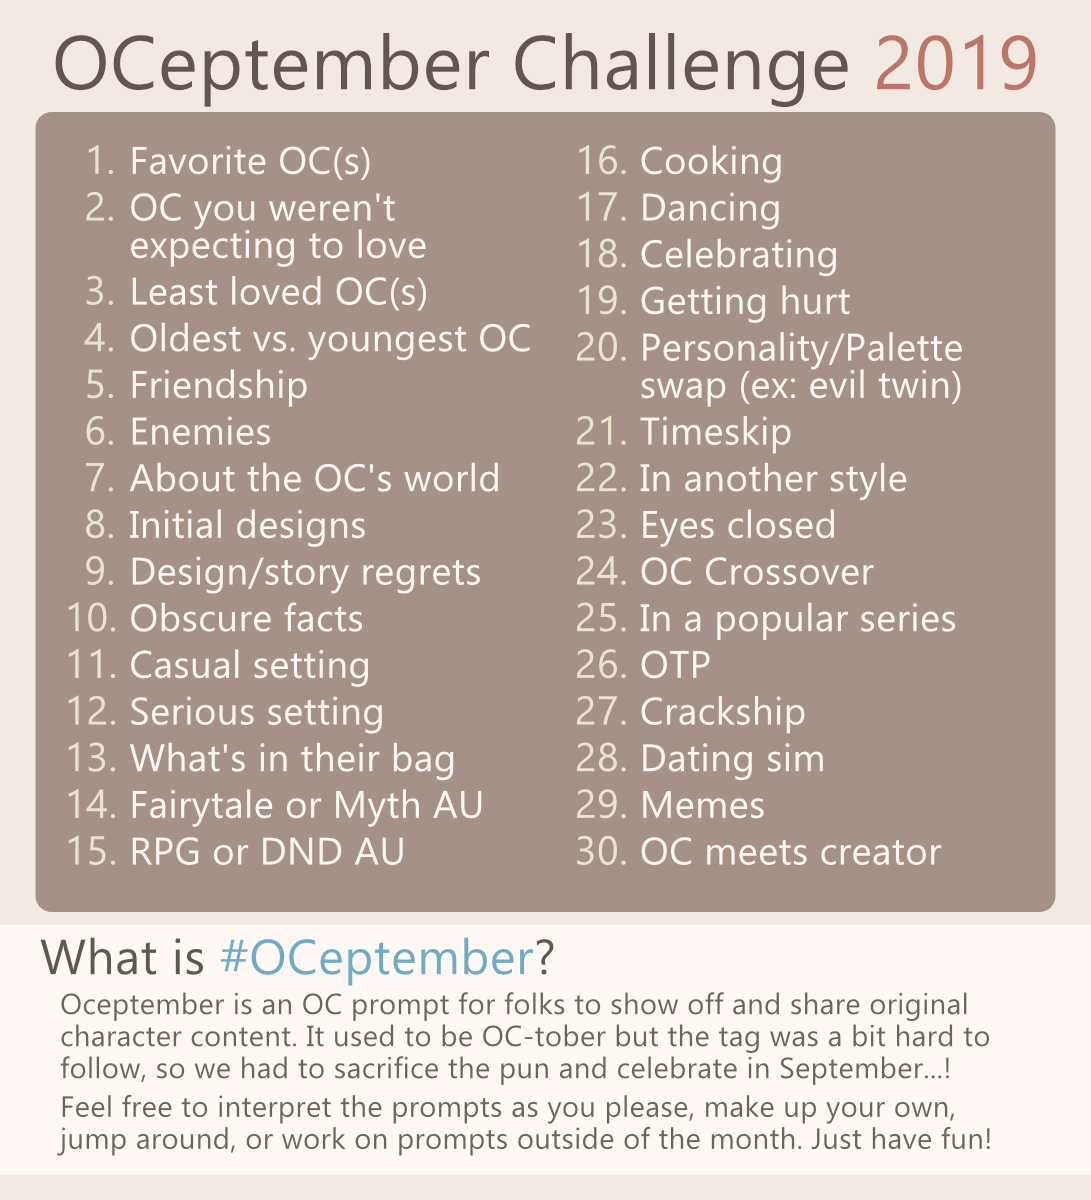 OCeptember Challenge 2019
1. Favorite OC(s)
2. OC you weren't
expecting to love
3. Least loved OC(s)
4. Oldest vs. youngest OC
5. Friendship
6. Enemies
7. About the OC's world
8. Initial designs
9. Design/story regrets
10. Obscure facts
11. Casual setting
12. Serious setting
13. What's in their bag
14. Fairytale or Myth AU
15. RPG or DND AU
16. Cooking
17. Dancing
18. Celebrating
19. Getting hurt
20. Personality/Palette
swap (ex: evil twin)
21. Timeskip
22. In another style
23. Eyes closed
24. OC Crossover
25. In a popular series
26. OTP
27. Crackship
28. Dating sim
29. Memes
30. OC meets creator
What is #OCeptember?
Oceptember is an OC prompt for folks to show off and share original
character content. It used to be OC-tober but the tag was a bit hard to
follow, so we had to sacrifice the pun and celebrate in September...!
Feel free to interpret the prompts as you please, make up your own,
jump around, or work on prompts outside of the month. Just have fun!